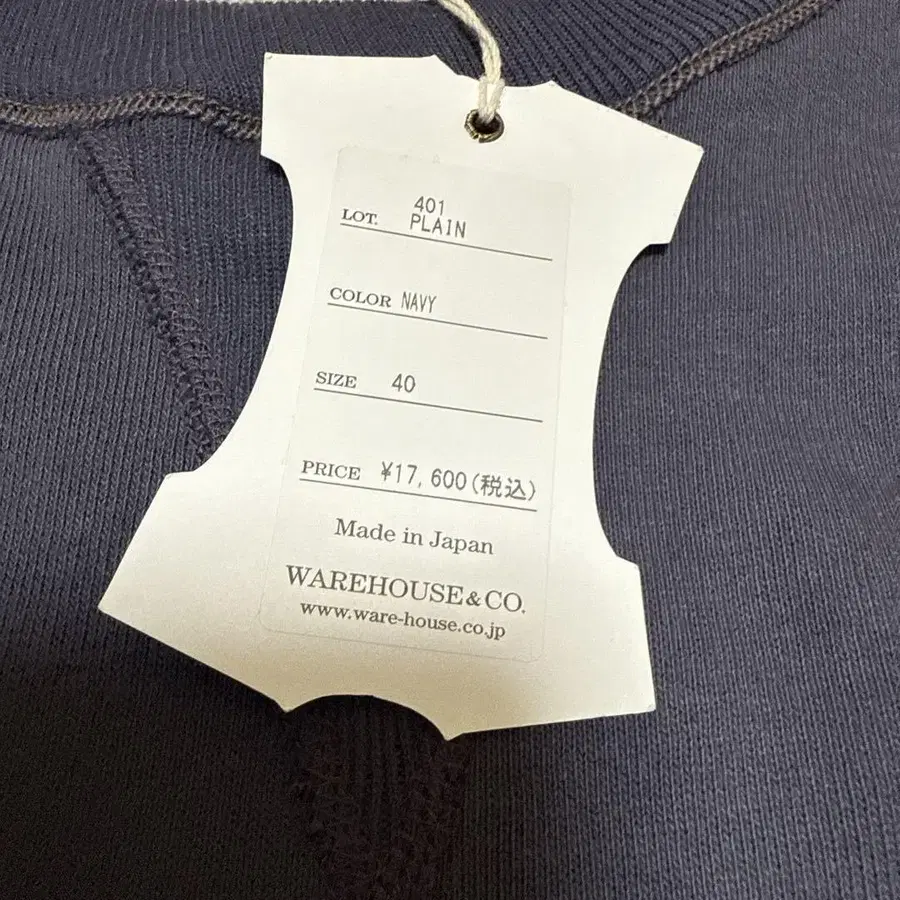 401
LOT. PLAIN
COLOR NAVY
SIZE 40
PRICE ¥17,600(税込)
Made in Japan
WAREHOUSE&CO.
www.ware-house.co.jp